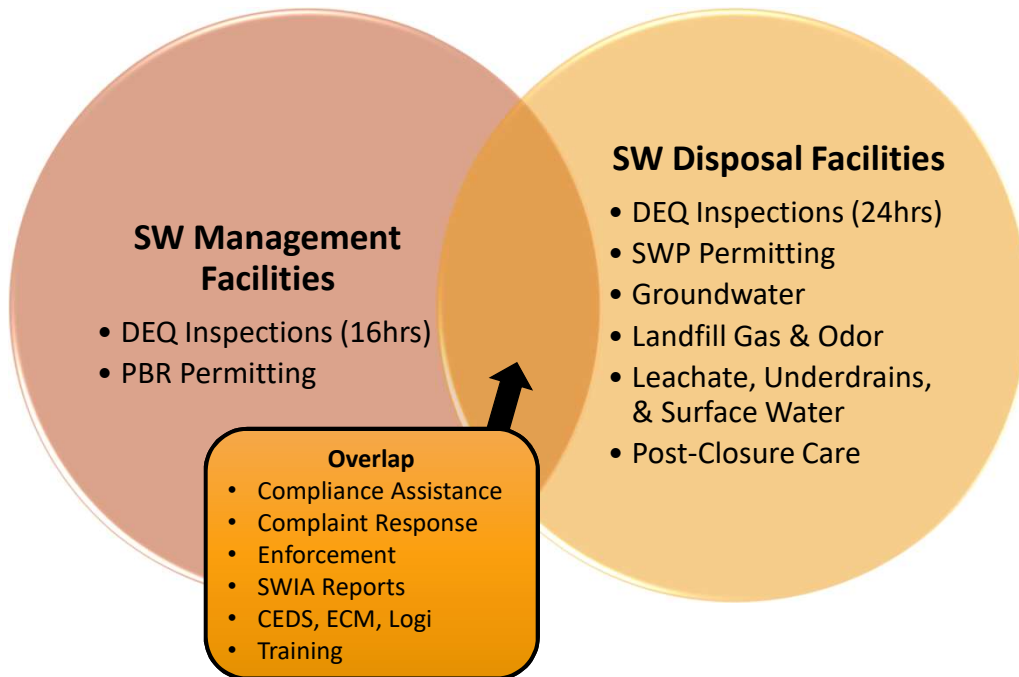 SW Management
Facilities
• DEQ Inspections (16hrs)
• PBR Permitting
SW Disposal Facilities
• DEQ Inspections (24hrs)
• SWP Permitting
• Groundwater
• Landfill Gas & Odor
• Leachate, Underdrains,
& Surface Water
• Post-Closure Care
Overlap
• Compliance Assistance
• Complaint Response
• Enforcement
• SWIA Reports
• CEDS, ECM, Logi
• Training